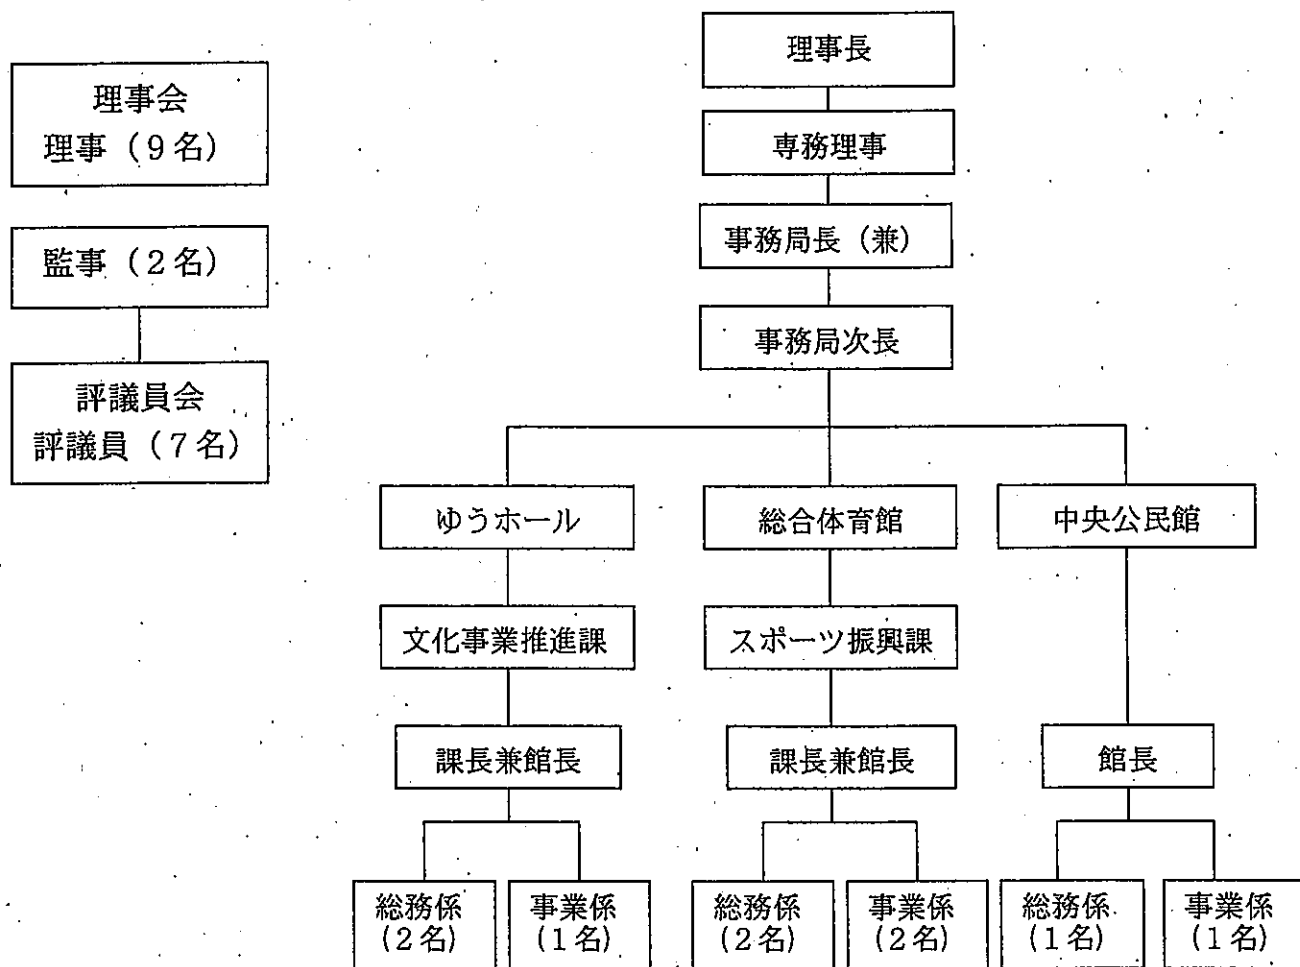 理事会
理事（9名）
監事（2名）
評議員会
評議員（7名）
理事長
専務理事
事務局長（兼）
事務局次長
ゆうホール
総合体育館
中央公民館
文化事業推進課
スポーツ振興課
課長兼館長
課長兼館長
館長
総務係
（2名）
事業係
（1名）
総務係
（2名）
事業係
（2名）
総務係
（1名）
事業係
（1名）